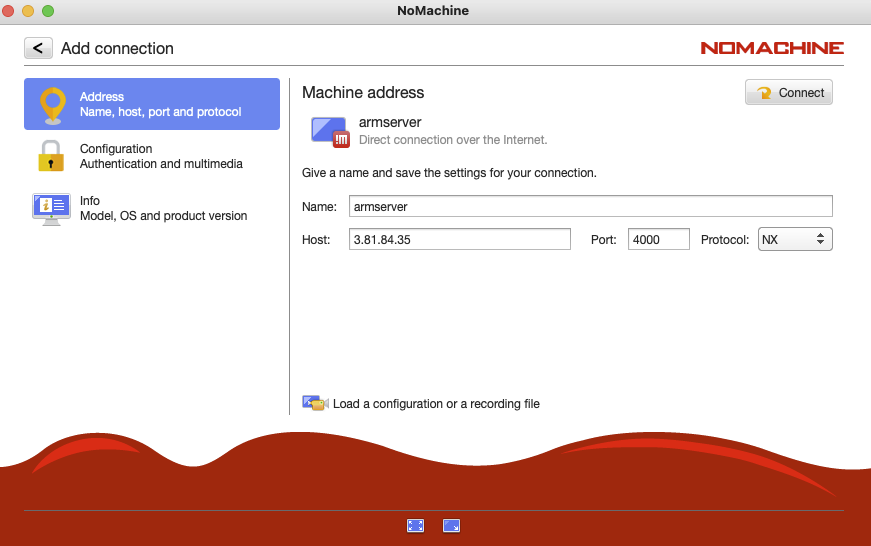 NoMachine
<
Add connection
NOMACHINE
Address
Name, host, port and protocol
Configuration
Authentication and multimedia
Info
Model, OS and product version
Machine address
Connect
!M
armserver
Direct connection over the Internet.
Give a name and save the settings for your connection.
Name: armserver
Host: 3.81.84.35 Port: 4000 Protocol: NX
Load a configuration or a recording file